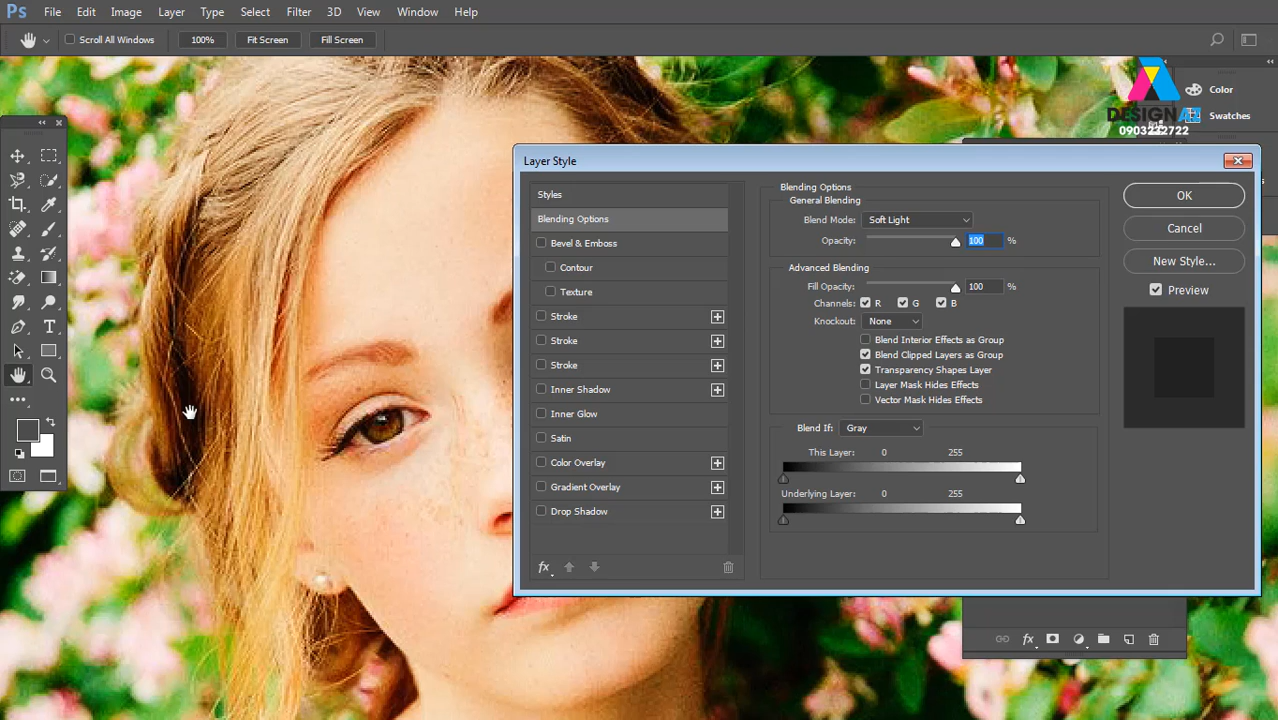 Ps File Edit Image Layer Type Select Filter 3D View Window Help
Scroll All Windows 100% Fit Screen Fill Screen
Color
Swatches
DESIGN
0903212722
Layer Style
Styles
Blending Options
Bevel & Emboss
Contour
Texture
Stroke
Stroke
Stroke
Inner Shadow
Inner Glow
Satin
Color Overlay
Gradient Overlay
Drop Shadow
fx
Blending Options
General Blending
Blend Mode: Soft Light
Opacity: 100 %
Advanced Blending
Fill Opacity: 100 %
Channels: R G B
Knockout: None
Blend Interior Effects as Group
Blend Clipped Layers as Group
Transparency Shapes Layer
Layer Mask Hides Effects
Vector Mask Hides Effects
Blend If: Gray
This Layer: 0 255
Underlying Layer: 0 255
OK
Cancel
New Style...
Preview
fx